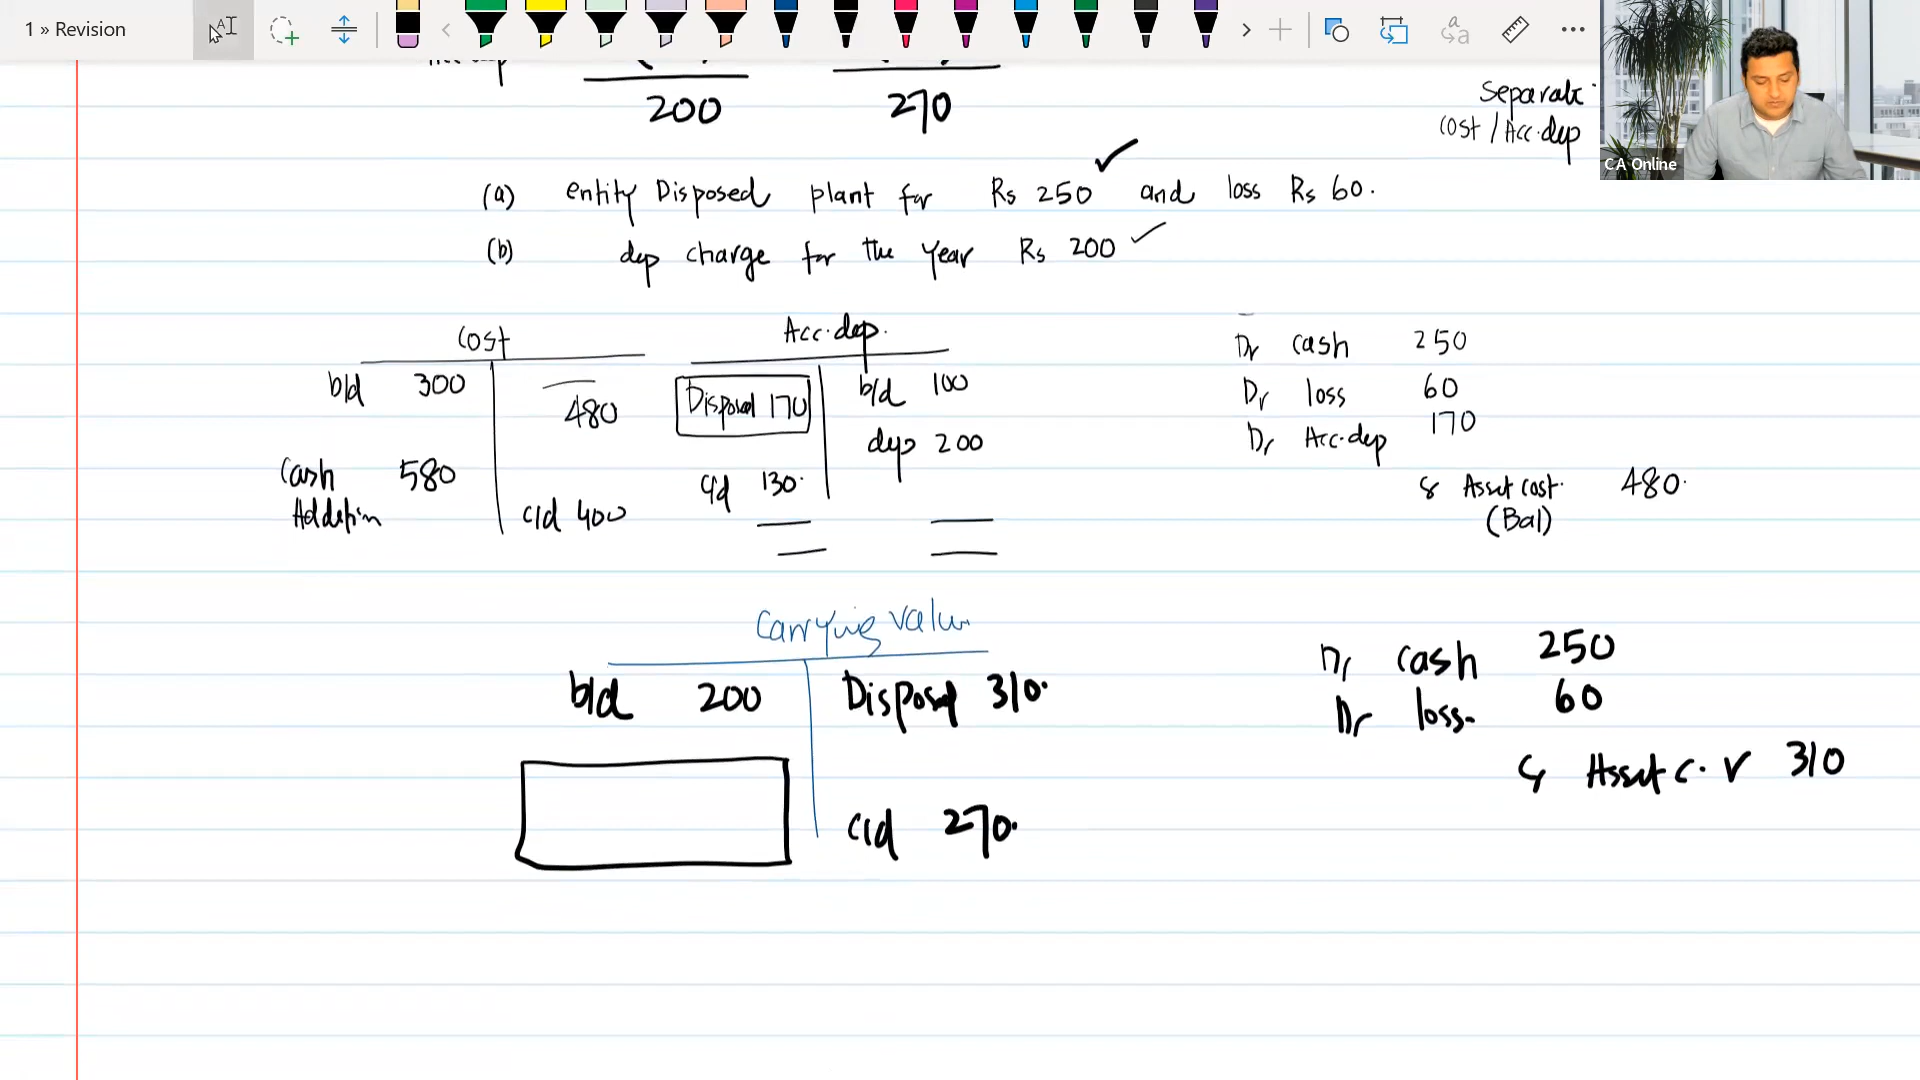 1 » Revision
200 270
Separate
Cost / Acc.dep
CA Online
(a) entity Disposed plant for Rs 250 and loss Rs 60.
(b) dep charge for the year Rs 200
Cost
b/d 300
480
Cash 580
Addition
c/d 400
Acc.dep.
Disposal 170
b/d 100
dep 200
c/d 130.
Dr cash 250
Dr loss 60
Dr Acc.dep 170
Cr Asset cost. 480.
(Bal)
Carrying value
b/d 200
Disposal 310.
c/d 270.
Dr cash 250
Dr loss. 60
Cr Asset C.V 310